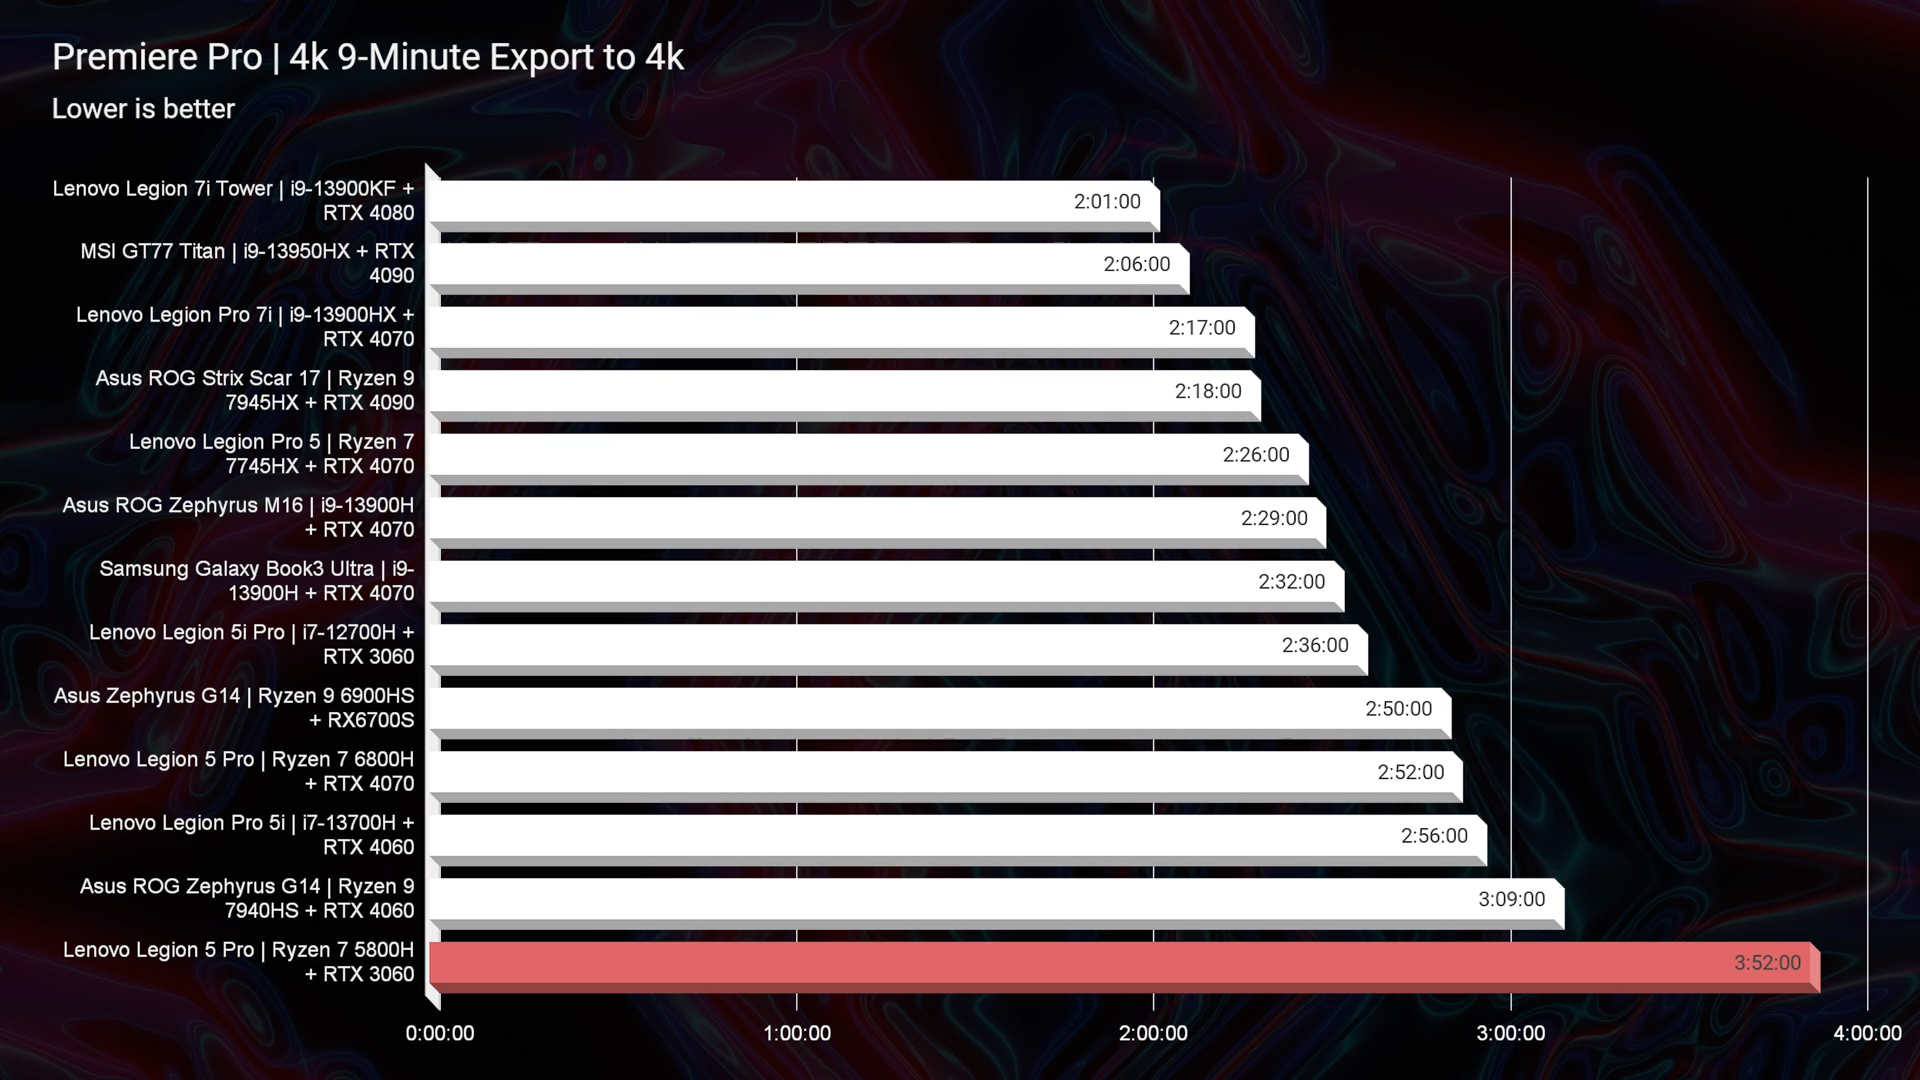 Premiere Pro | 4k 9-Minute Export to 4k
Lower is better
Lenovo Legion 7i Tower | i9-13900KF +
RTX 4080
2:01:00
MSI GT77 Titan | i9-13950HX + RTX
4090
2:06:00
Lenovo Legion Pro 7i | i9-13900HX +
RTX 4070
2:17:00
Asus ROG Strix Scar 17 | Ryzen 9
7945HX + RTX 4090
2:18:00
Lenovo Legion Pro 5 | Ryzen 7
7745HX + RTX 4070
2:26:00
Asus ROG Zephyrus M16 | i9-13900H
+ RTX 4070
2:29:00
Samsung Galaxy Book3 Ultra | i9-
13900H + RTX 4070
2:32:00
Lenovo Legion 5i Pro | i7-12700H +
RTX 3060
2:36:00
Asus Zephyrus G14 | Ryzen 9 6900HS
+ RX6700S
2:50:00
Lenovo Legion 5 Pro | Ryzen 7 6800H
+ RTX 4070
2:52:00
Lenovo Legion Pro 5i | i7-13700H +
RTX 4060
2:56:00
Asus ROG Zephyrus G14 | Ryzen 9
7940HS + RTX 4060
3:09:00
Lenovo Legion 5 Pro | Ryzen 7 5800H
+ RTX 3060
3:52:00
0:00:00
1:00:00
2:00:00
3:00:00
4:00:00